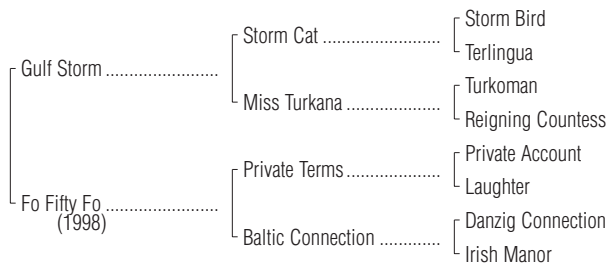 Storm Bird
Storm Cat ........................
Terlingua
Gulf Storm .......................
Turkoman
Miss Turkana ...................
Reigning Countess
Private Account
Private Terms ...................
Laughter
Fo Fifty Fo .......................
(1998)
Danzig Connection
Baltic Connection .............
Irish Manor